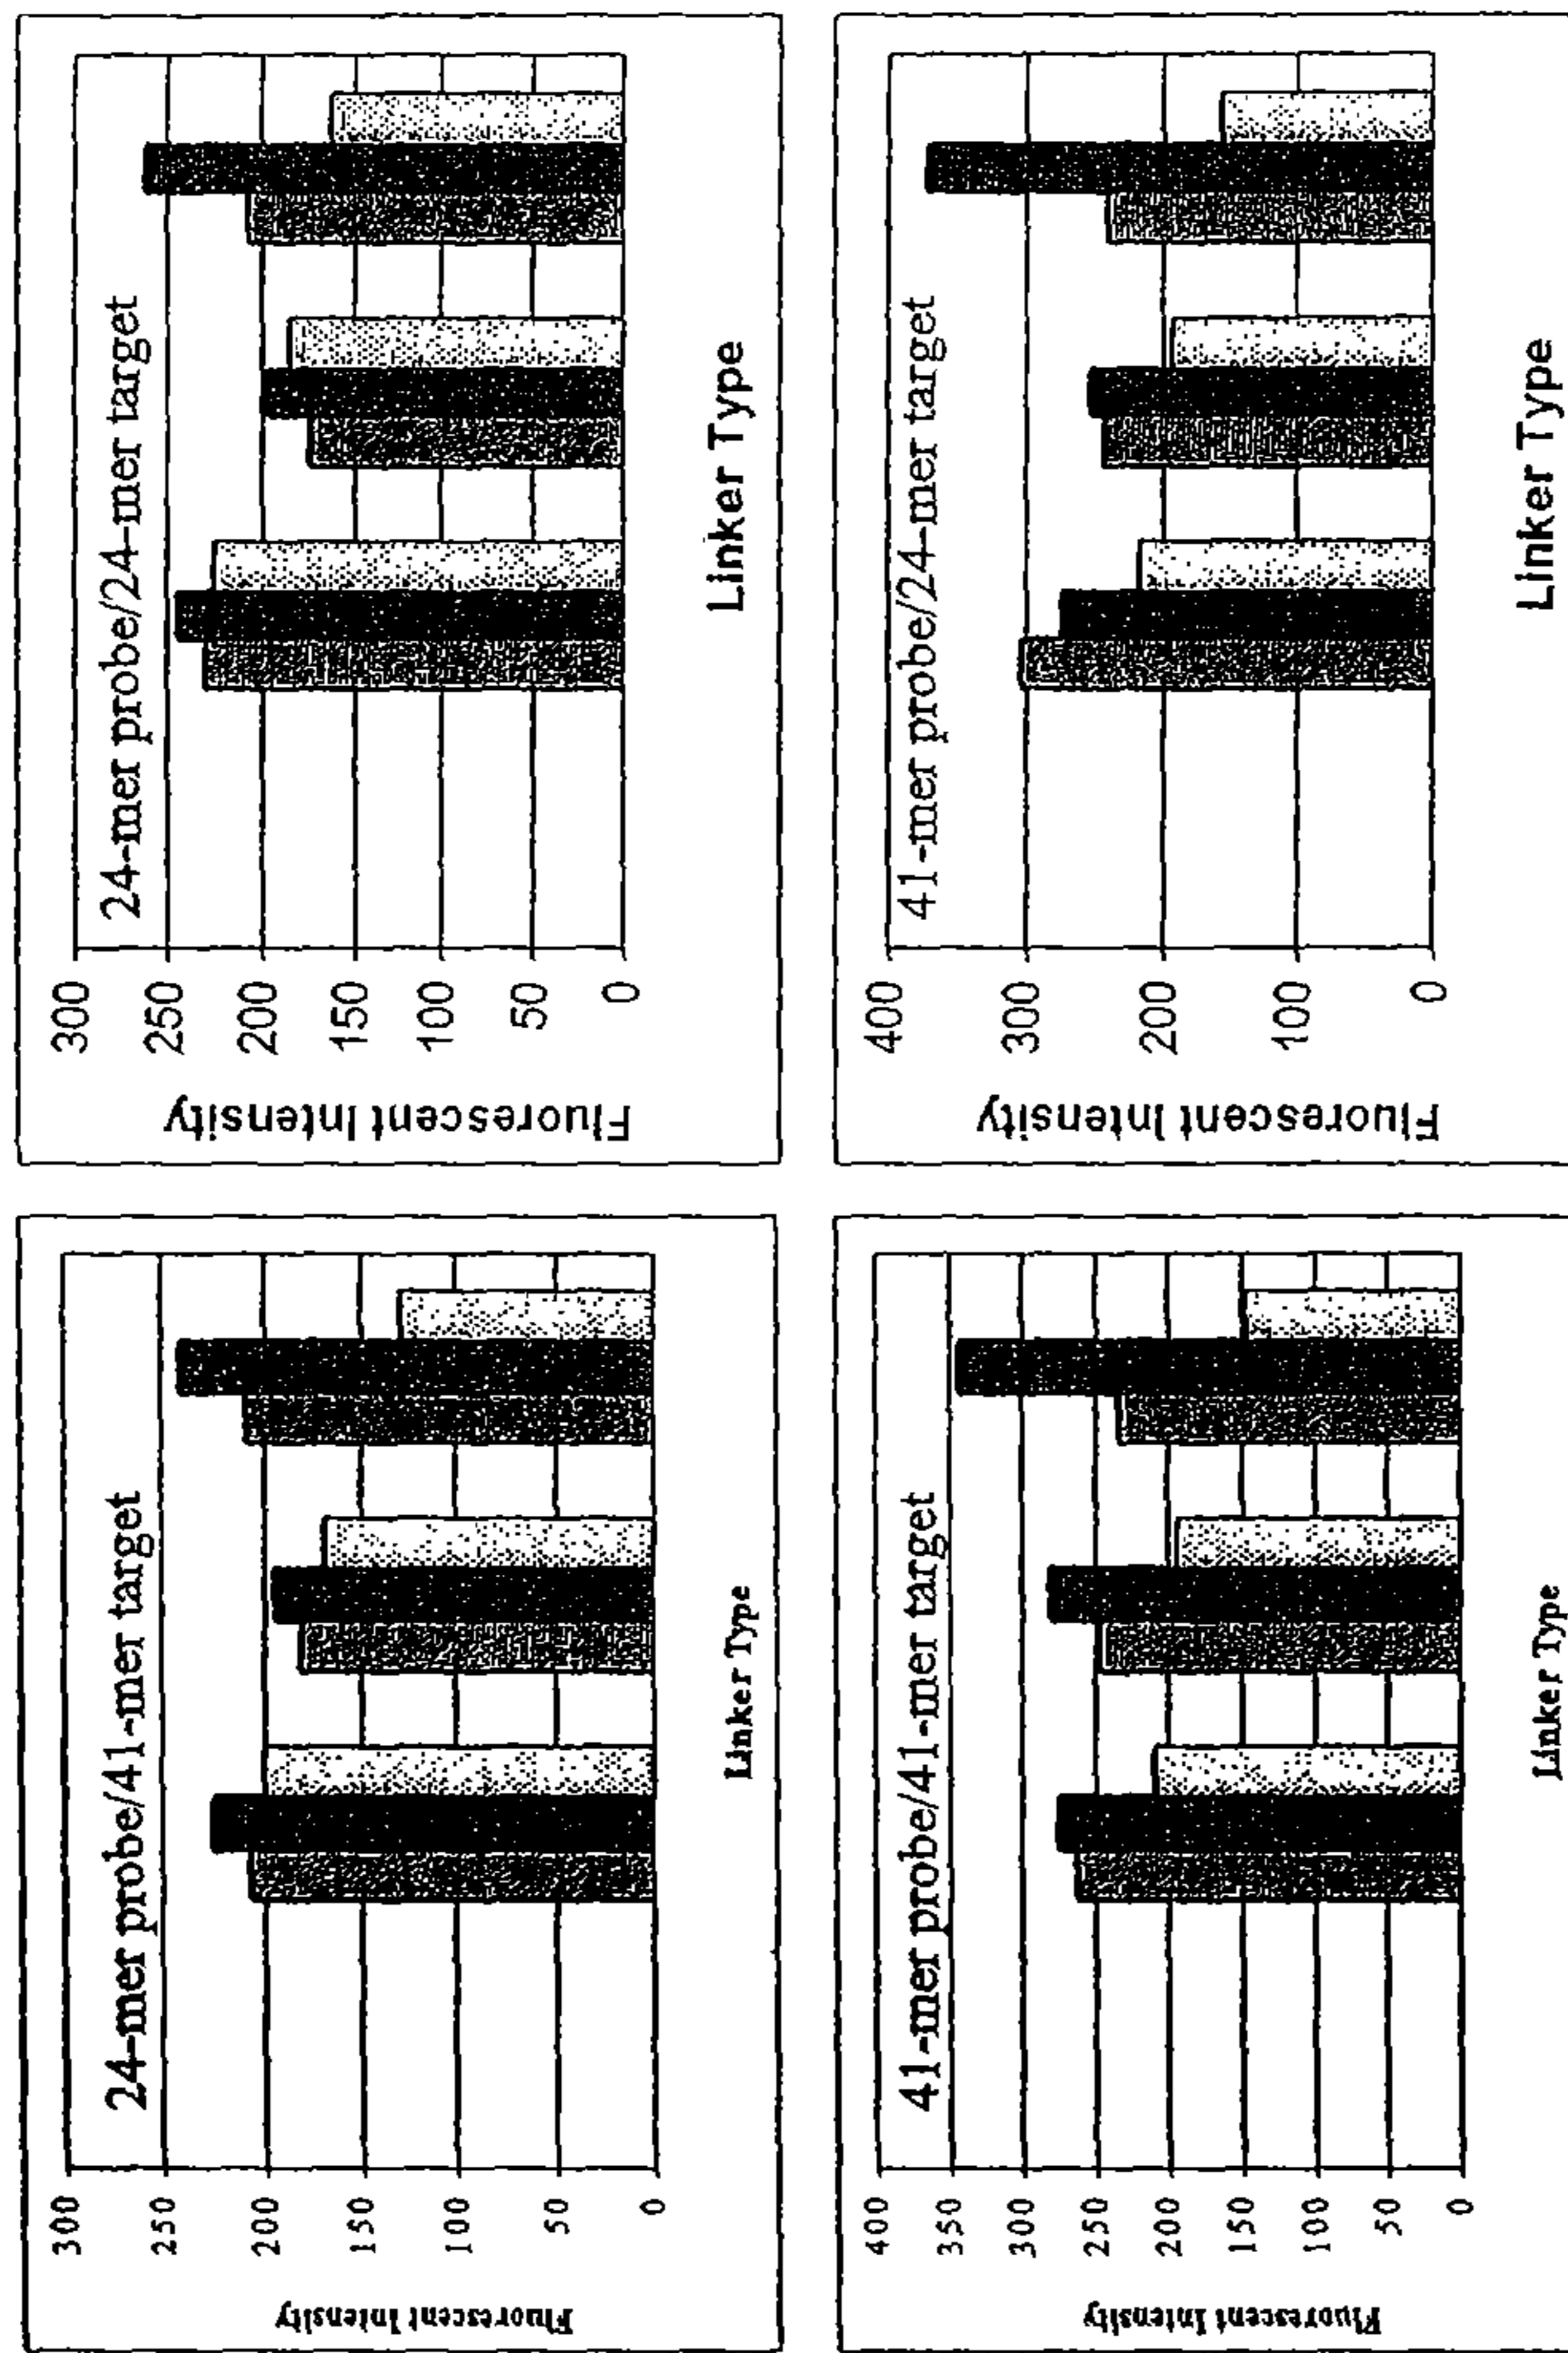 24-mer probe/41-mer target
Fluorescent Intensity
300
250
200
150
100
50
0
Linker Type
41-mer probe/41-mer target
Fluorescent Intensity
400
350
300
250
200
150
100
50
0
Linker Type
24-mer probe/24-mer target
Fluorescent Intensity
300
250
200
150
100
50
0
Linker Type
41-mer probe/24-mer target
Fluorescent Intensity
400
300
200
100
0
Linker Type